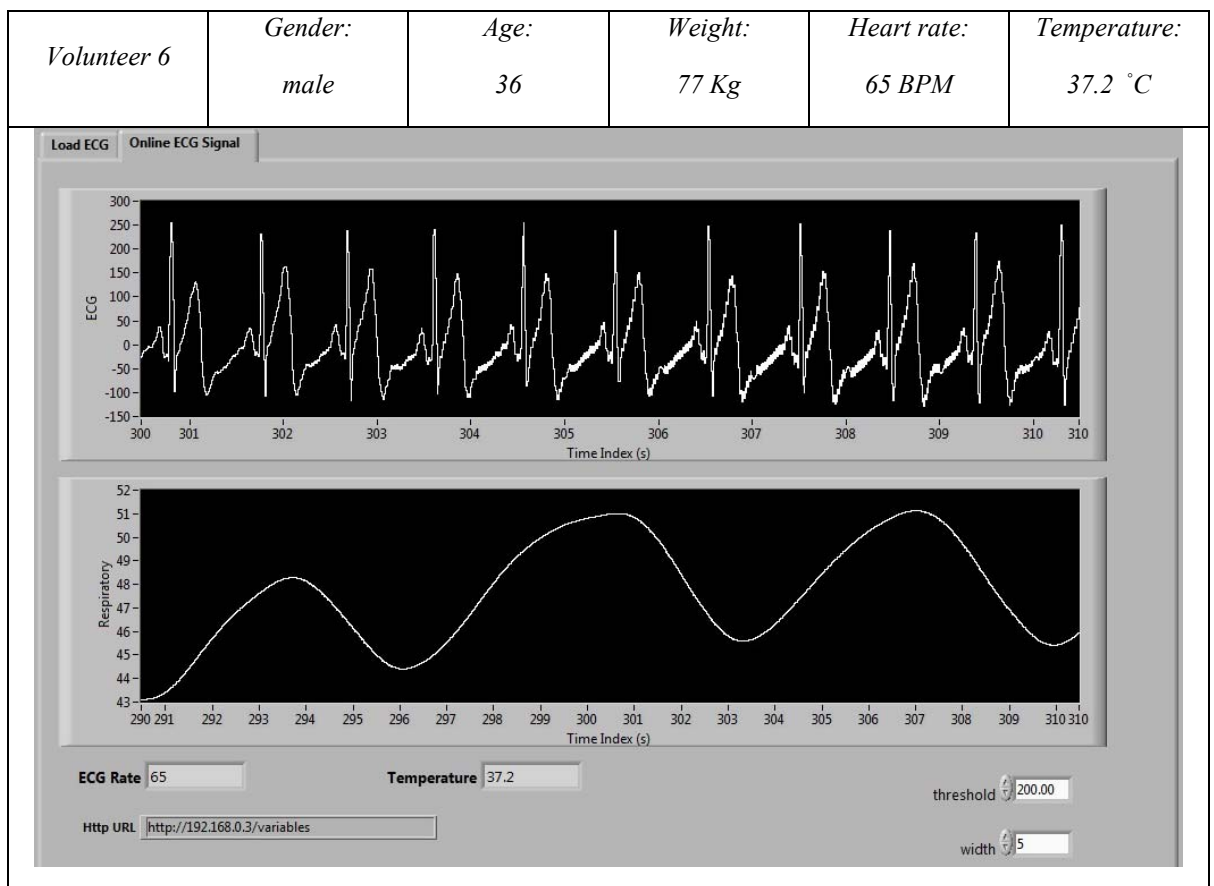 Volunteer 6
Gender:
male
Age:
36
Weight:
77 Kg
Heart rate:
65 BPM
Temperature:
37.2 ˚C
Load ECG Online ECG Signal
300
250
200
150
100
50
0
-50
-100
-150
ECG
300 301 302 303 304 305 306 307 308 309 310 310
Time Index (s)
52
51
50
49
48
47
46
45
44
43
Respiratory
290 291 292 293 294 295 296 297 298 299 300 301 302 303 304 305 306 307 308 309 310 310
Time Index (s)
ECG Rate 65
Temperature 37.2
threshold 200.00
Http URL http://192.168.0.3/variables
width 5